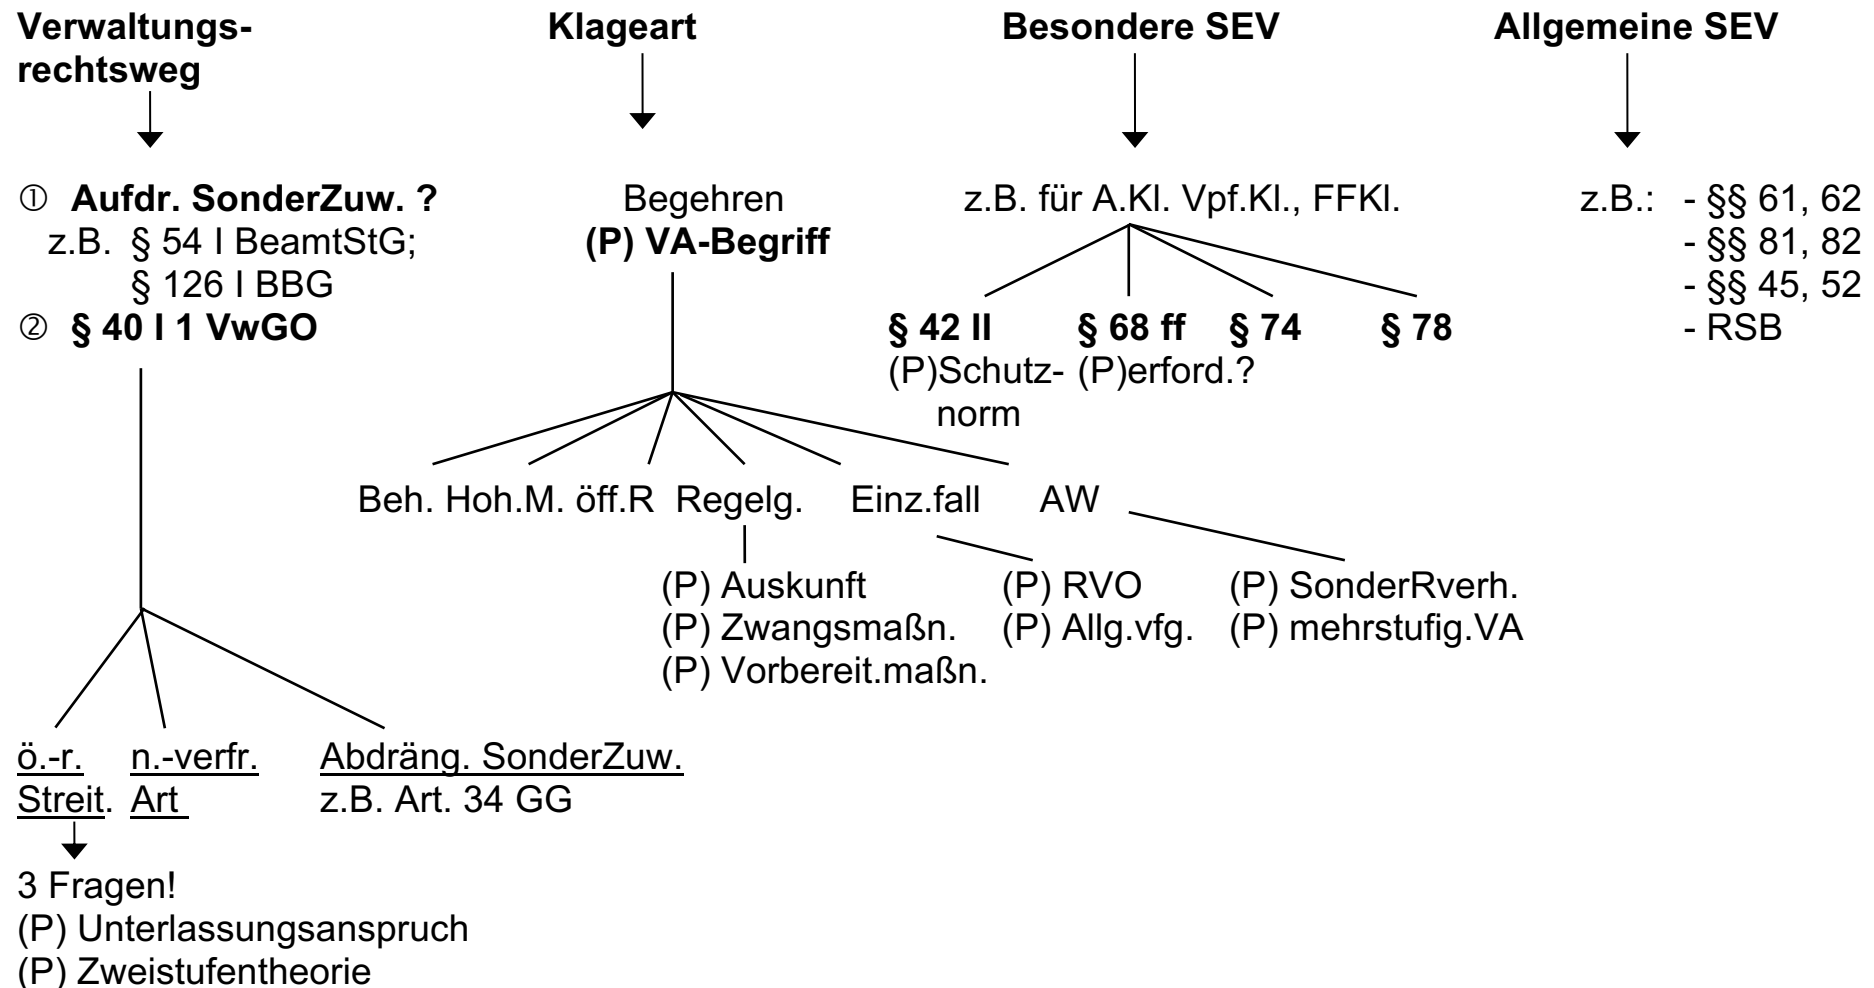 Verwaltungs-
rechtsweg
Klageart
Besondere SEV
Allgemeine SEV
① Aufdr. SonderZuw. ?
z.B. § 54 I BeamtStG;
§ 126 I BBG
② § 40 I 1 VwGO
Begehren
(P) VA-Begriff
z.B. für A.Kl. Vpf.Kl., FFKl.
§ 42 II § 68 ff § 74 § 78
(P)Schutz- (P)erford.?
norm
z.B.: - §§ 61, 62
- §§ 81, 82
- §§ 45, 52
- RSB
Beh. Hoh.M. öff.R Regelg. Einz.fall AW
(P) Auskunft (P) RVO (P) SonderRverh.
(P) Zwangsmaßn. (P) Allg.vfg. (P) mehrstufig.VA
(P) Vorbereit.maßn.
ö.-r. n.-verfr. Abdräng. SonderZuw.
Streit. Art z.B. Art. 34 GG
3 Fragen!
(P) Unterlassungsanspruch
(P) Zweistufentheorie